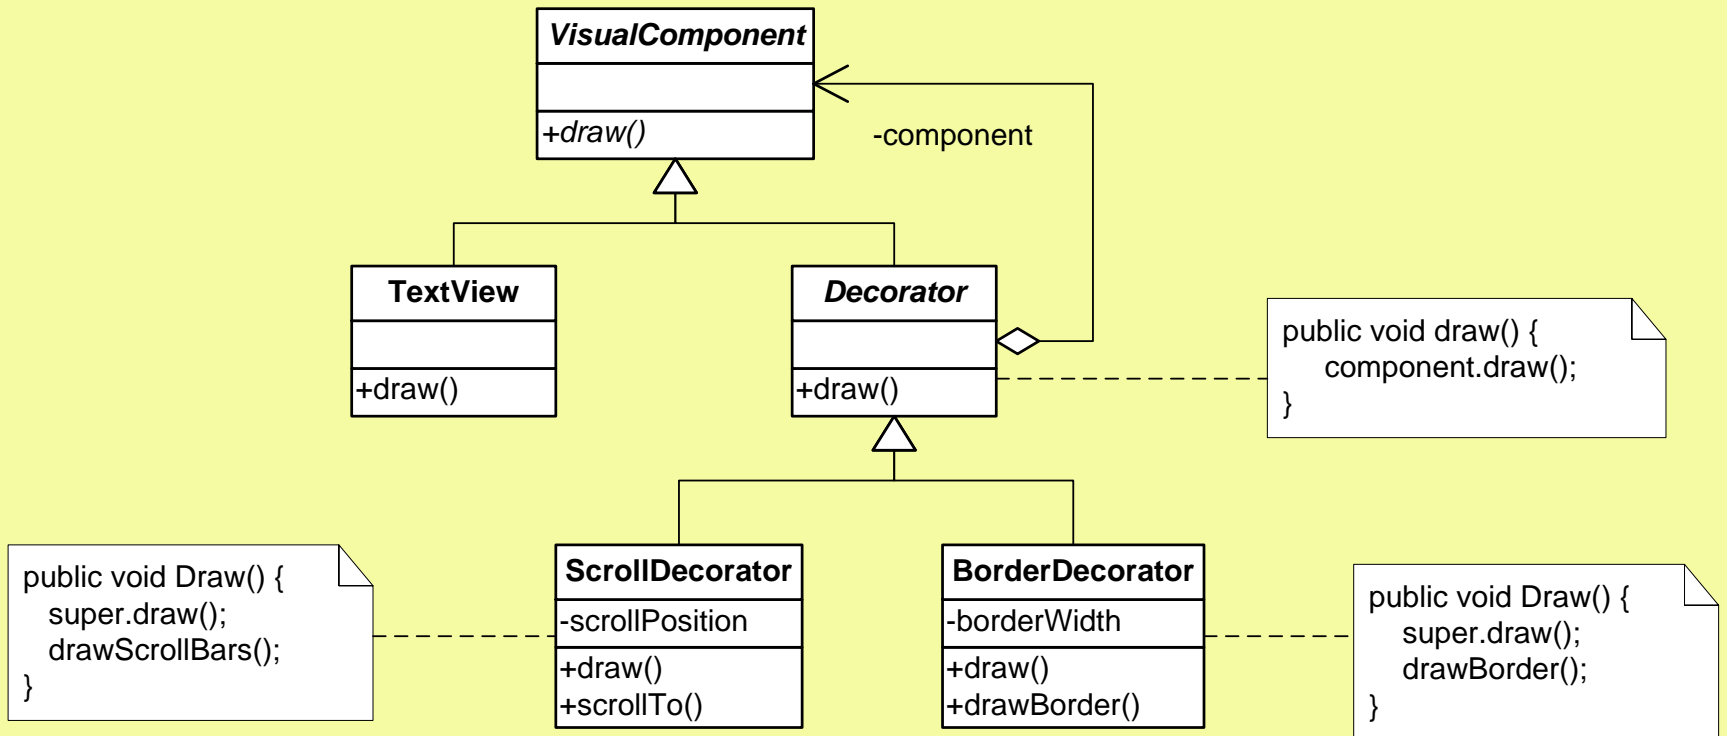 VisualComponent
+draw()
-component
TextView
+draw()
Decorator
+draw()
public void draw() {
component.draw();
}
public void Draw() {
super.draw();
drawScrollBars();
}
ScrollDecorator
-scrollPosition
+draw()
+scrollTo()
BorderDecorator
-borderWidth
+draw()
+drawBorder()
public void Draw() {
super.draw();
drawBorder();
}